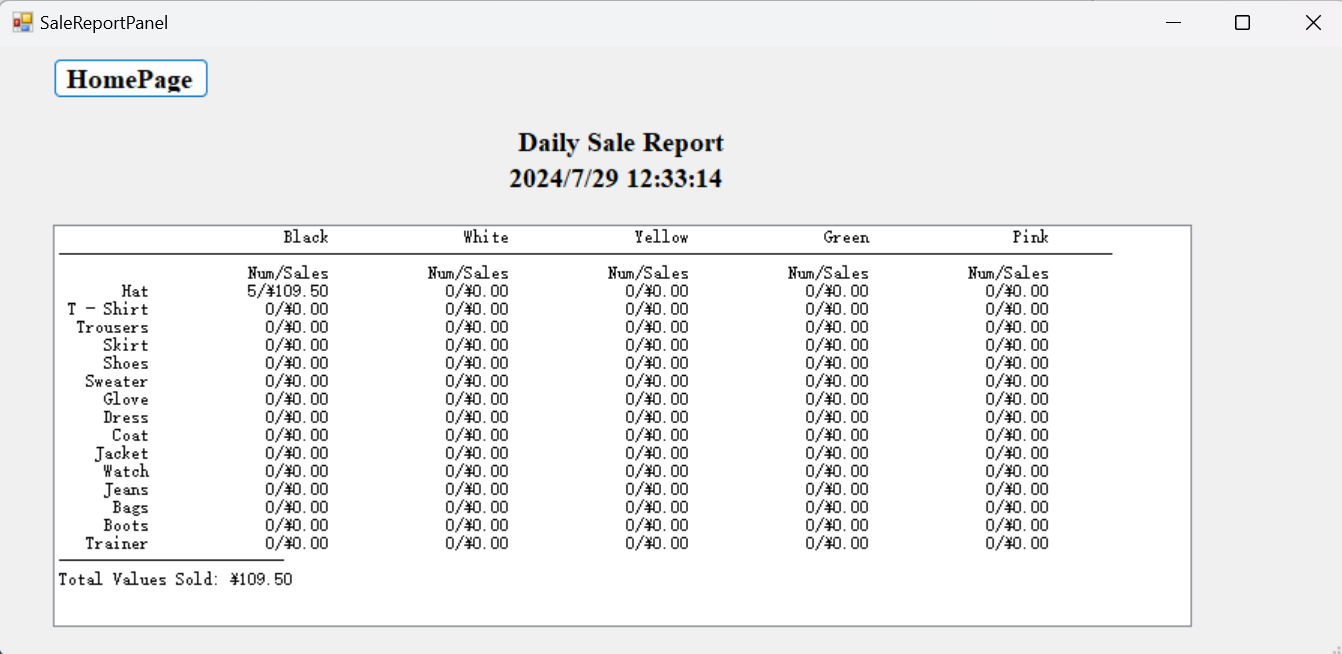 SaleReportPanel
HomePage
Daily Sale Report
2024/7/29 12:33:14
Black White Yellow Green Pink
Num/Sales Num/Sales Num/Sales Num/Sales Num/Sales
Hat 5/¥109.50 0/¥0.00 0/¥0.00 0/¥0.00 0/¥0.00
T - Shirt 0/¥0.00 0/¥0.00 0/¥0.00 0/¥0.00 0/¥0.00
Trousers 0/¥0.00 0/¥0.00 0/¥0.00 0/¥0.00 0/¥0.00
Skirt 0/¥0.00 0/¥0.00 0/¥0.00 0/¥0.00 0/¥0.00
Shoes 0/¥0.00 0/¥0.00 0/¥0.00 0/¥0.00 0/¥0.00
Sweater 0/¥0.00 0/¥0.00 0/¥0.00 0/¥0.00 0/¥0.00
Glove 0/¥0.00 0/¥0.00 0/¥0.00 0/¥0.00 0/¥0.00
Dress 0/¥0.00 0/¥0.00 0/¥0.00 0/¥0.00 0/¥0.00
Coat 0/¥0.00 0/¥0.00 0/¥0.00 0/¥0.00 0/¥0.00
Jacket 0/¥0.00 0/¥0.00 0/¥0.00 0/¥0.00 0/¥0.00
Watch 0/¥0.00 0/¥0.00 0/¥0.00 0/¥0.00 0/¥0.00
Jeans 0/¥0.00 0/¥0.00 0/¥0.00 0/¥0.00 0/¥0.00
Bags 0/¥0.00 0/¥0.00 0/¥0.00 0/¥0.00 0/¥0.00
Boots 0/¥0.00 0/¥0.00 0/¥0.00 0/¥0.00 0/¥0.00
Trainer 0/¥0.00 0/¥0.00 0/¥0.00 0/¥0.00 0/¥0.00
Total Values Sold: ¥109.50